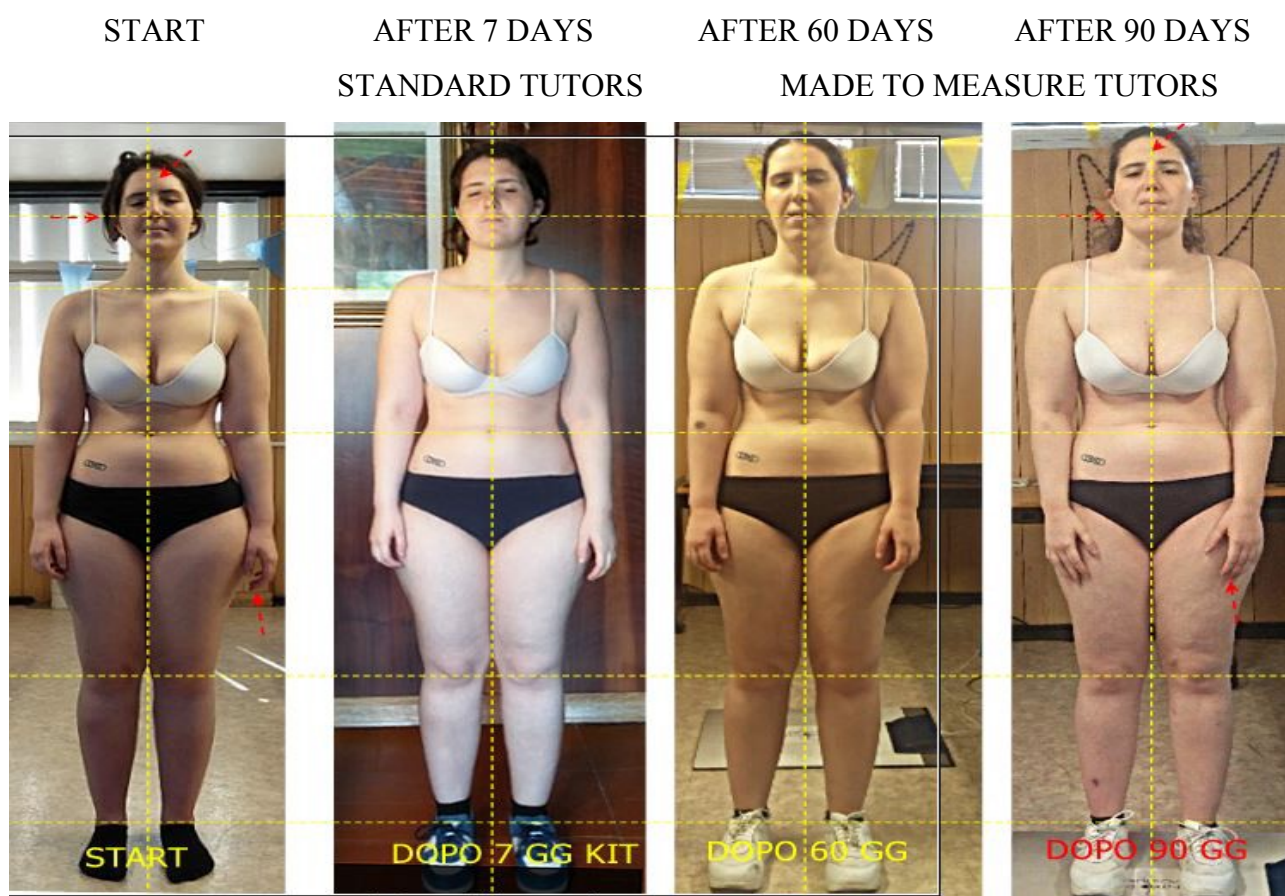 START AFTER 7 DAYS AFTER 60 DAYS AFTER 90 DAYS
STANDARD TUTORS MADE TO MEASURE TUTORS
START DOPO 7 GG KIT DOPO 60 GG DOPO 90 GG